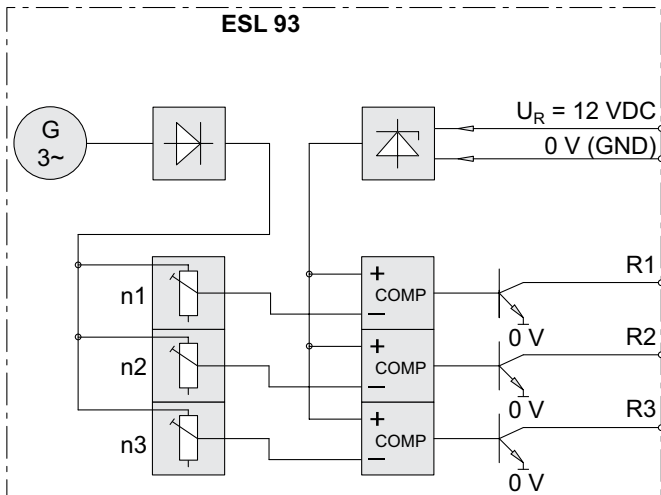 ESL 93
G
3~
U_R = 12 VDC
0 V (GND)
n1
+
COMP
−
R1
0 V
n2
+
COMP
−
R2
0 V
n3
+
COMP
−
R3
0 V